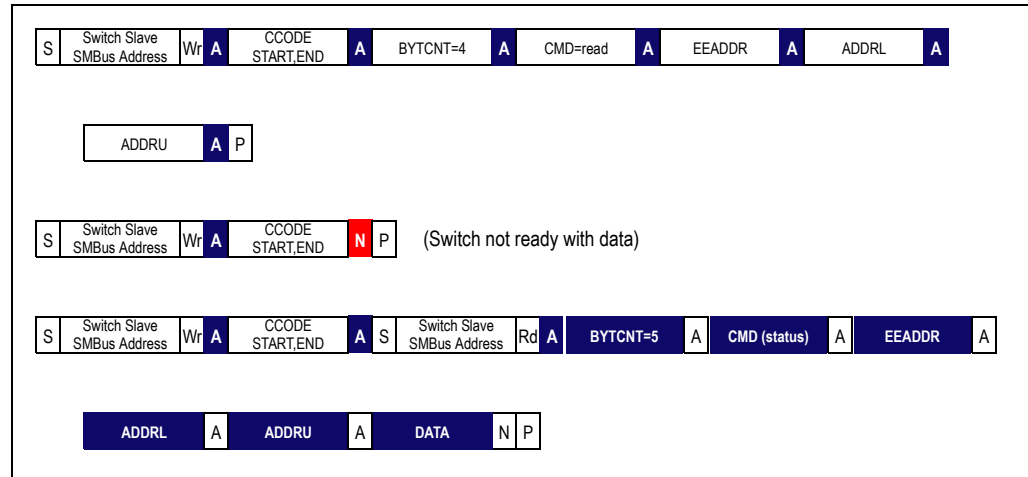 S Switch Slave SMBus Address Wr A CCODE START,END A BYTCNT=4 A CMD=read A EEADDR A ADDRL A
ADDRU A P
S Switch Slave SMBus Address Wr A CCODE START,END N P (Switch not ready with data)
S Switch Slave SMBus Address Wr A CCODE START,END A S Switch Slave SMBus Address Rd A BYTCNT=5 A CMD (status) A EEADDR A
ADDRL A ADDRU A DATA N P